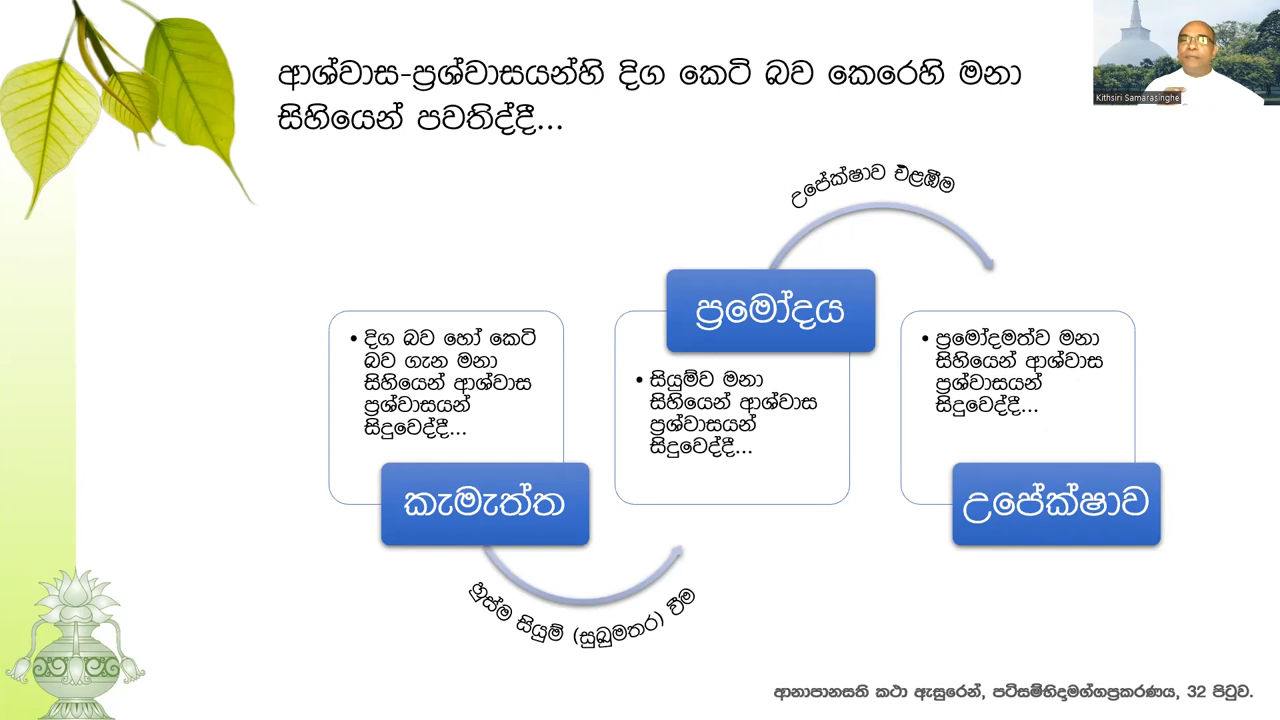 ආශ්වාස-ප්‍රශ්වාසයන්හි දිග කෙටි බව කෙරෙහි මනා
සිහියෙන් පවතිද්දී...
Kithsiri Samarasinghe
උපේක්ෂාව එළඹීම
ප්‍රමෝදය
• දිග බව හෝ කෙටි
බව ගැන මනා
සිහියෙන් ආශ්වාස
ප්‍රශ්වාසයන්
සිදුවෙද්දී...
කැමැත්ත
• සියුම්ව මනා
සිහියෙන් ආශ්වාස
ප්‍රශ්වාසයන්
සිදුවෙද්දී...
• ප්‍රමෝදමත්ව මනා
සිහියෙන් ආශ්වාස
ප්‍රශ්වාසයන්
සිදුවෙද්දී...
උපේක්ෂාව
හුස්ම සියුම් (සුඛුමතර) වීම
ආනාපානසති කථා ඇසුරෙන්, පටිසම්භිදාමග්ගප්‍රකරණය, 32 පිටුව.